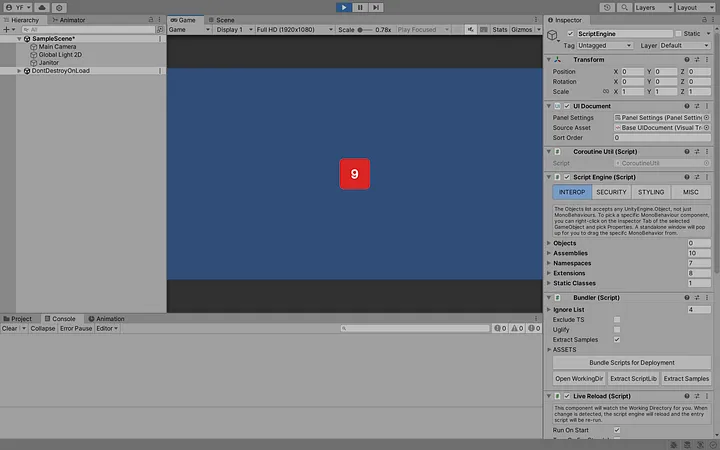 YF
Layers
Layout
Hierarchy
Animator
All
SampleScene*
Main Camera
Global Light 2D
Janitor
DontDestroyOnLoad
Game
Scene
Game Display 1 Full HD (1920x1080) Scale 0.78x Play Focused Stats Gizmos
9
Project
Console
Animation
Clear Collapse Error Pause Editor
0 0 0
Inspector
ScriptEngine Static
Tag Untagged Layer Default
Transform
Position X 0 Y 0 Z 0
Rotation X 0 Y 0 Z 0
Scale X 1 Y 1 Z 1
UI Document
Panel Settings Panel Settings (Panel Setting
Source Asset Base UIDocument (Visual Tr
Sort Order 0
Coroutine Util (Script)
Script CoroutineUtil
Script Engine (Script)
INTEROP SECURITY STYLING MISC
The Objects list accepts any UnityEngine.Object, not just
MonoBehaviours. To pick a specific MonoBehaviour component,
you can right-click on the Inspector Tab of the selected
GameObject and pick Properties. A standalone window will pop
up for you to drag the specifc MonoBehavior from.
Objects 0
Assemblies 10
Namespaces 7
Extensions 8
Static Classes 1
Bundler (Script)
Ignore List 4
Exclude TS
Uglify
Extract Samples
ASSETS
Bundle Scripts for Deployment
Open WorkingDir Extract ScriptLib Extract Samples
Live Reload (Script)
This component will watch the Working Directory for you. When
change is detected, the script engine will reload and the entry
script will be re-run.
Run On Start